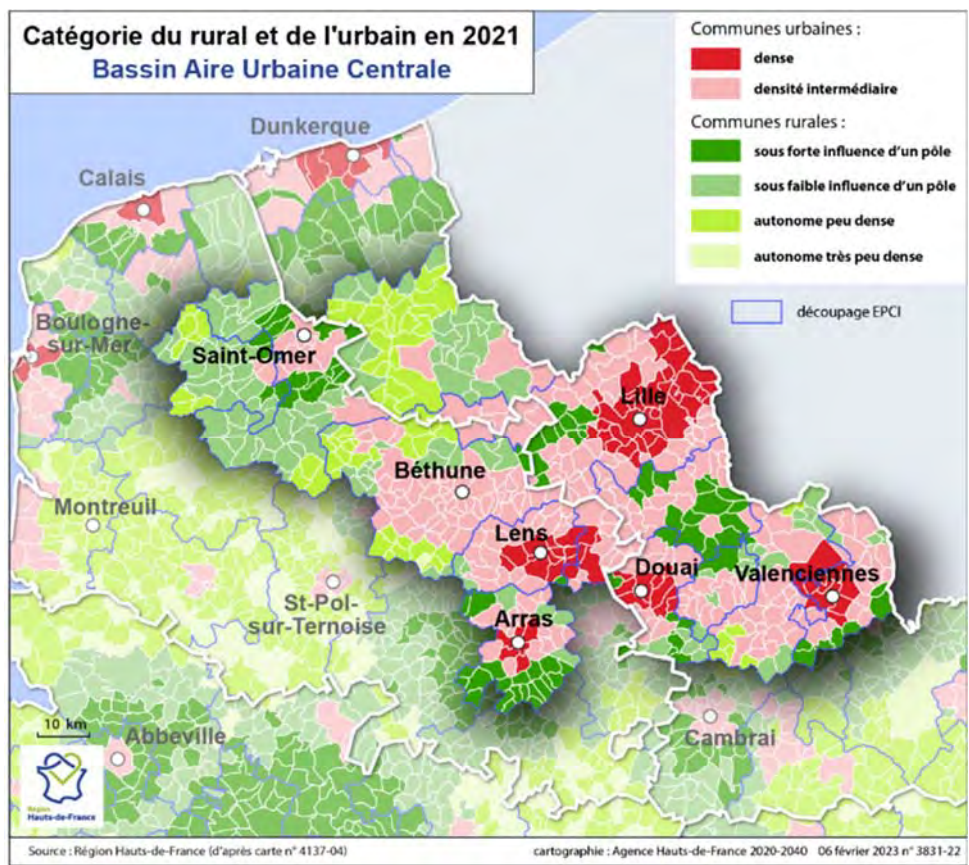 Catégorie du rural et de l'urbain en 2021
Bassin Aire Urbaine Centrale
Communes urbaines :
dense
densité intermédiaire
Communes rurales :
sous forte influence d'un pôle
sous faible influence d'un pôle
autonome peu dense
autonome très peu dense
découpage EPCI
Dunkerque
Calais
Boulogne-
sur-Mer
Saint-Omer
Lille
Béthune
Montreuil
Lens
Douai
Valenciennes
St-Pol-
sur-Ternoise
Arras
10 km
Abbeville
Cambrai
Région
Hauts-de-France
Source : Région Hauts-de-France (d'après carte n° 4137-04)
cartographie : Agence Hauts-de-France 2020-2040 06 février 2023 n° 3831-22